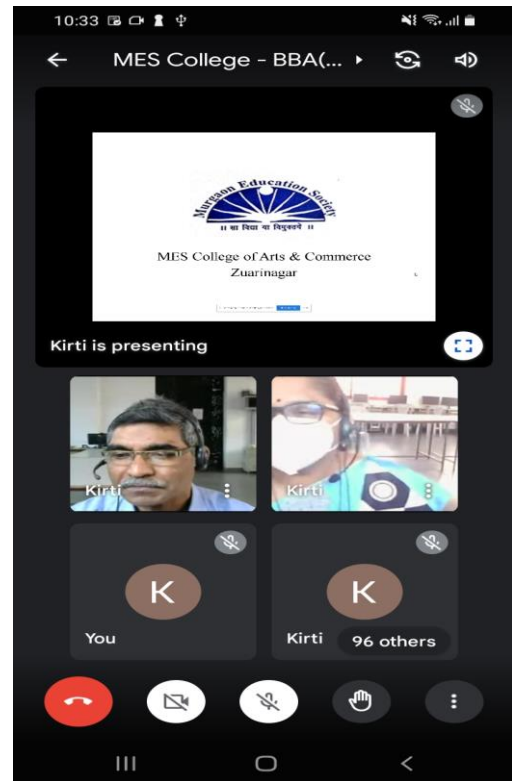 10:33
MES College - BBA(...
Murgaon Education Society
॥ सा विद्या या विमुक्तये ॥
MES College of Arts & Commerce
Zuarinagar
Kirti is presenting
Kirti
Kirti
K
K
You
Kirti
96 others